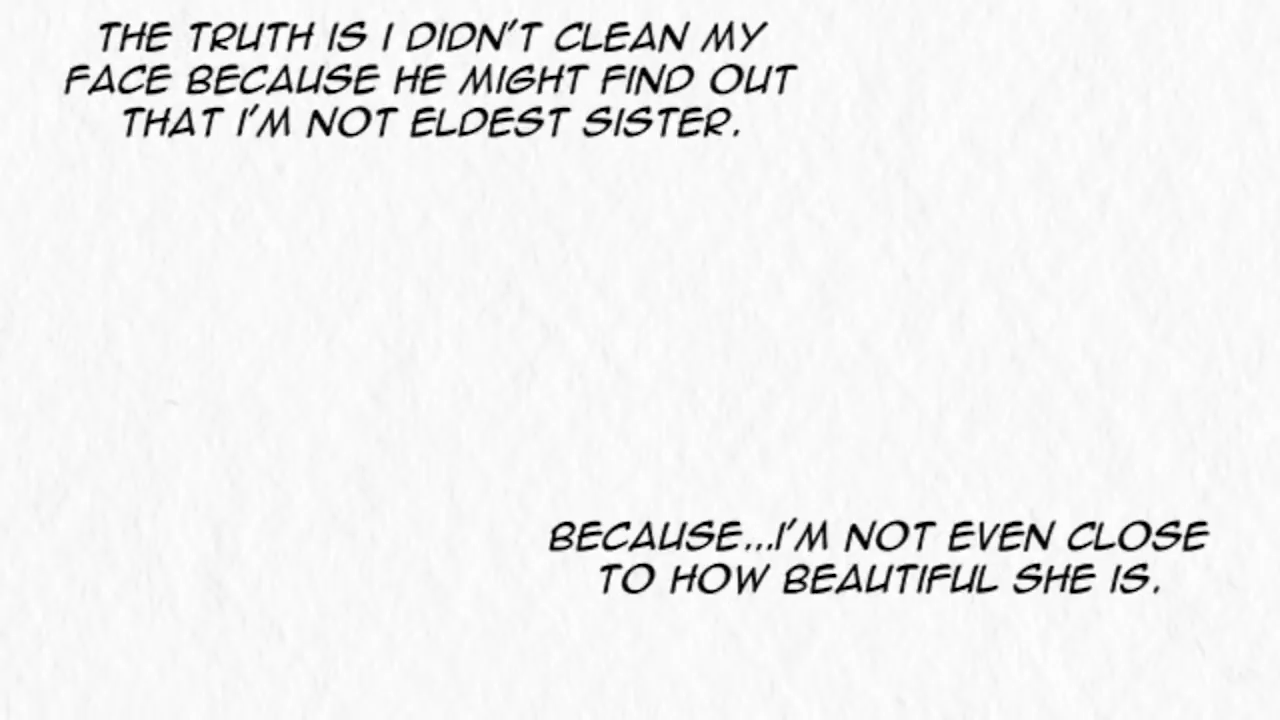 THE TRUTH IS I DIDN'T CLEAN MY
FACE BECAUSE HE MIGHT FIND OUT
THAT I'M NOT ELDEST SISTER.
BECAUSE...I'M NOT EVEN CLOSE
TO HOW BEAUTIFUL SHE IS.